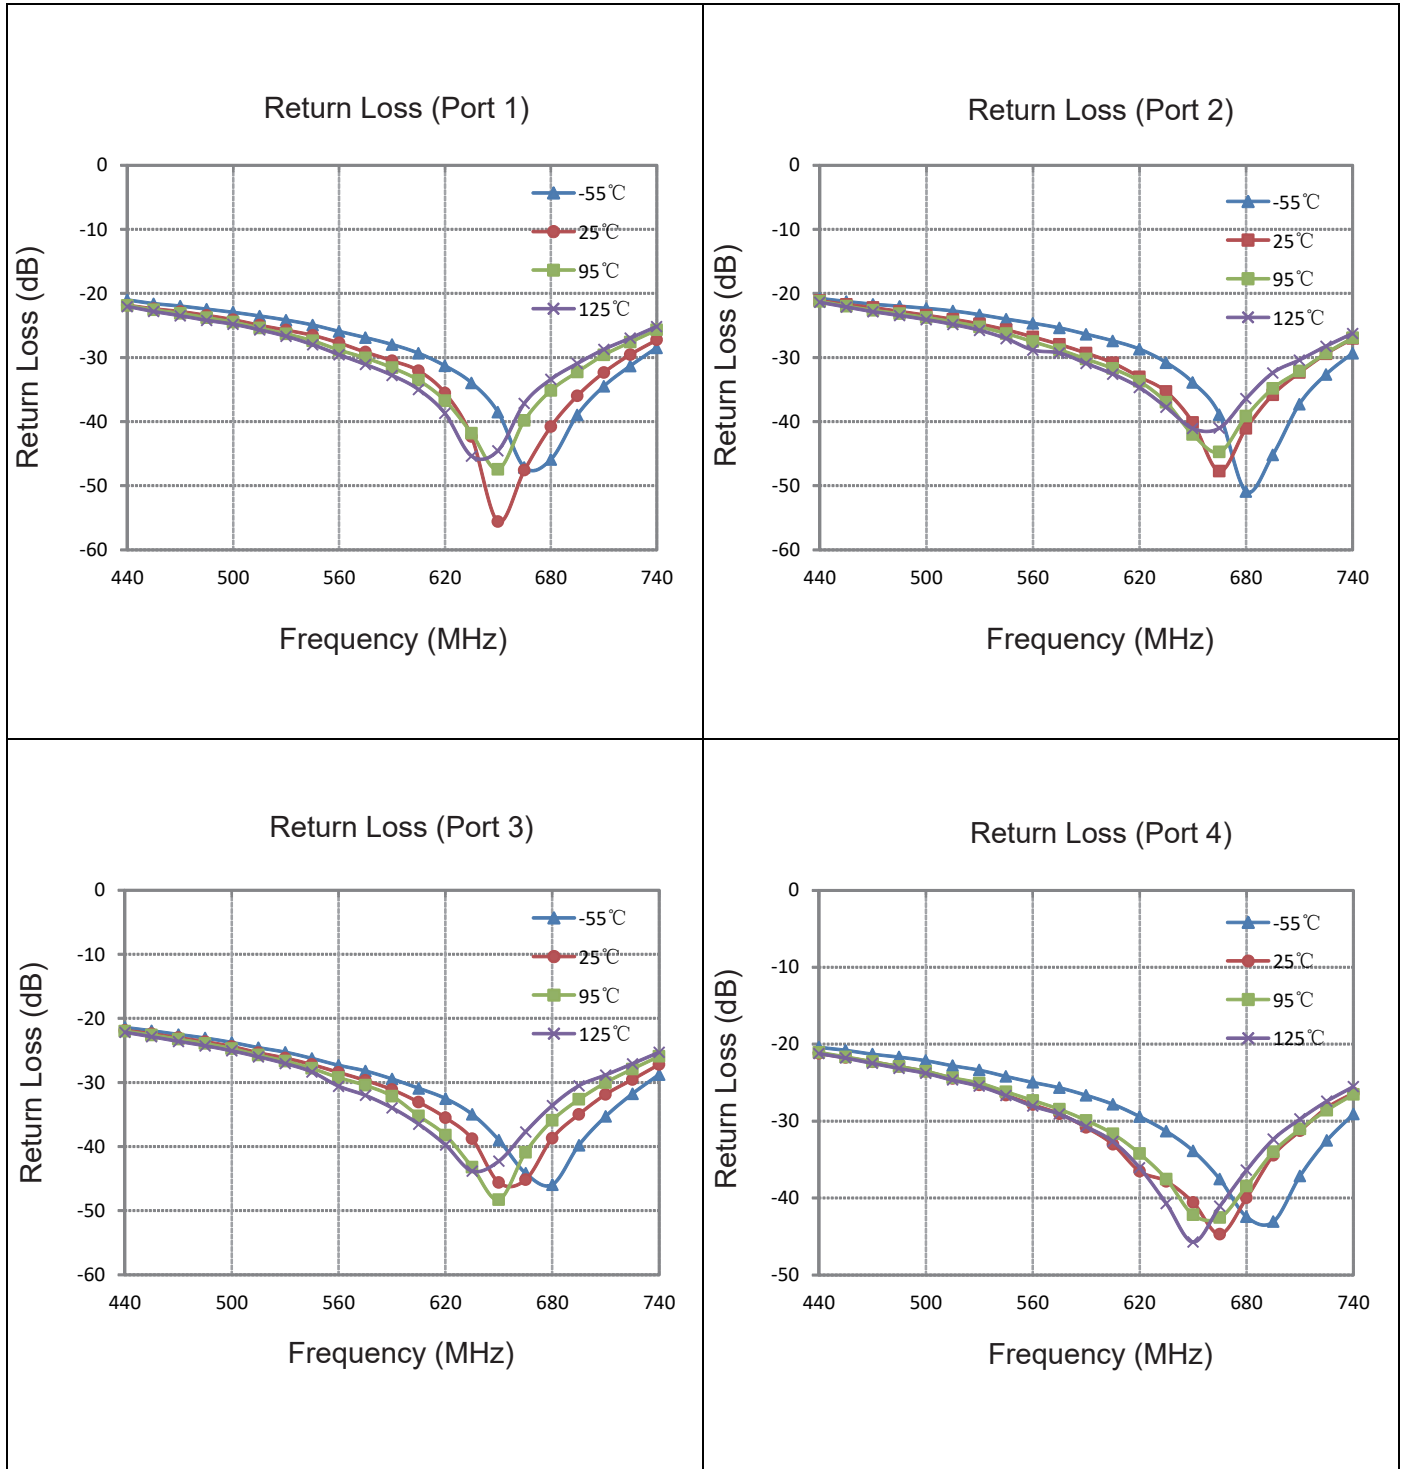 Return Loss (Port 1)
Return Loss (dB)
0
-10
-20
-30
-40
-50
-60
-55℃
25℃
95℃
125℃
440 500 560 620 680 740
Frequency (MHz)
Return Loss (Port 2)
Return Loss (dB)
0
-10
-20
-30
-40
-50
-60
-55℃
25℃
95℃
125℃
440 500 560 620 680 740
Frequency (MHz)
Return Loss (Port 3)
Return Loss (dB)
0
-10
-20
-30
-40
-50
-60
-55℃
25℃
95℃
125℃
440 500 560 620 680 740
Frequency (MHz)
Return Loss (Port 4)
Return Loss (dB)
0
-10
-20
-30
-40
-50
-55℃
25℃
95℃
125℃
440 500 560 620 680 740
Frequency (MHz)